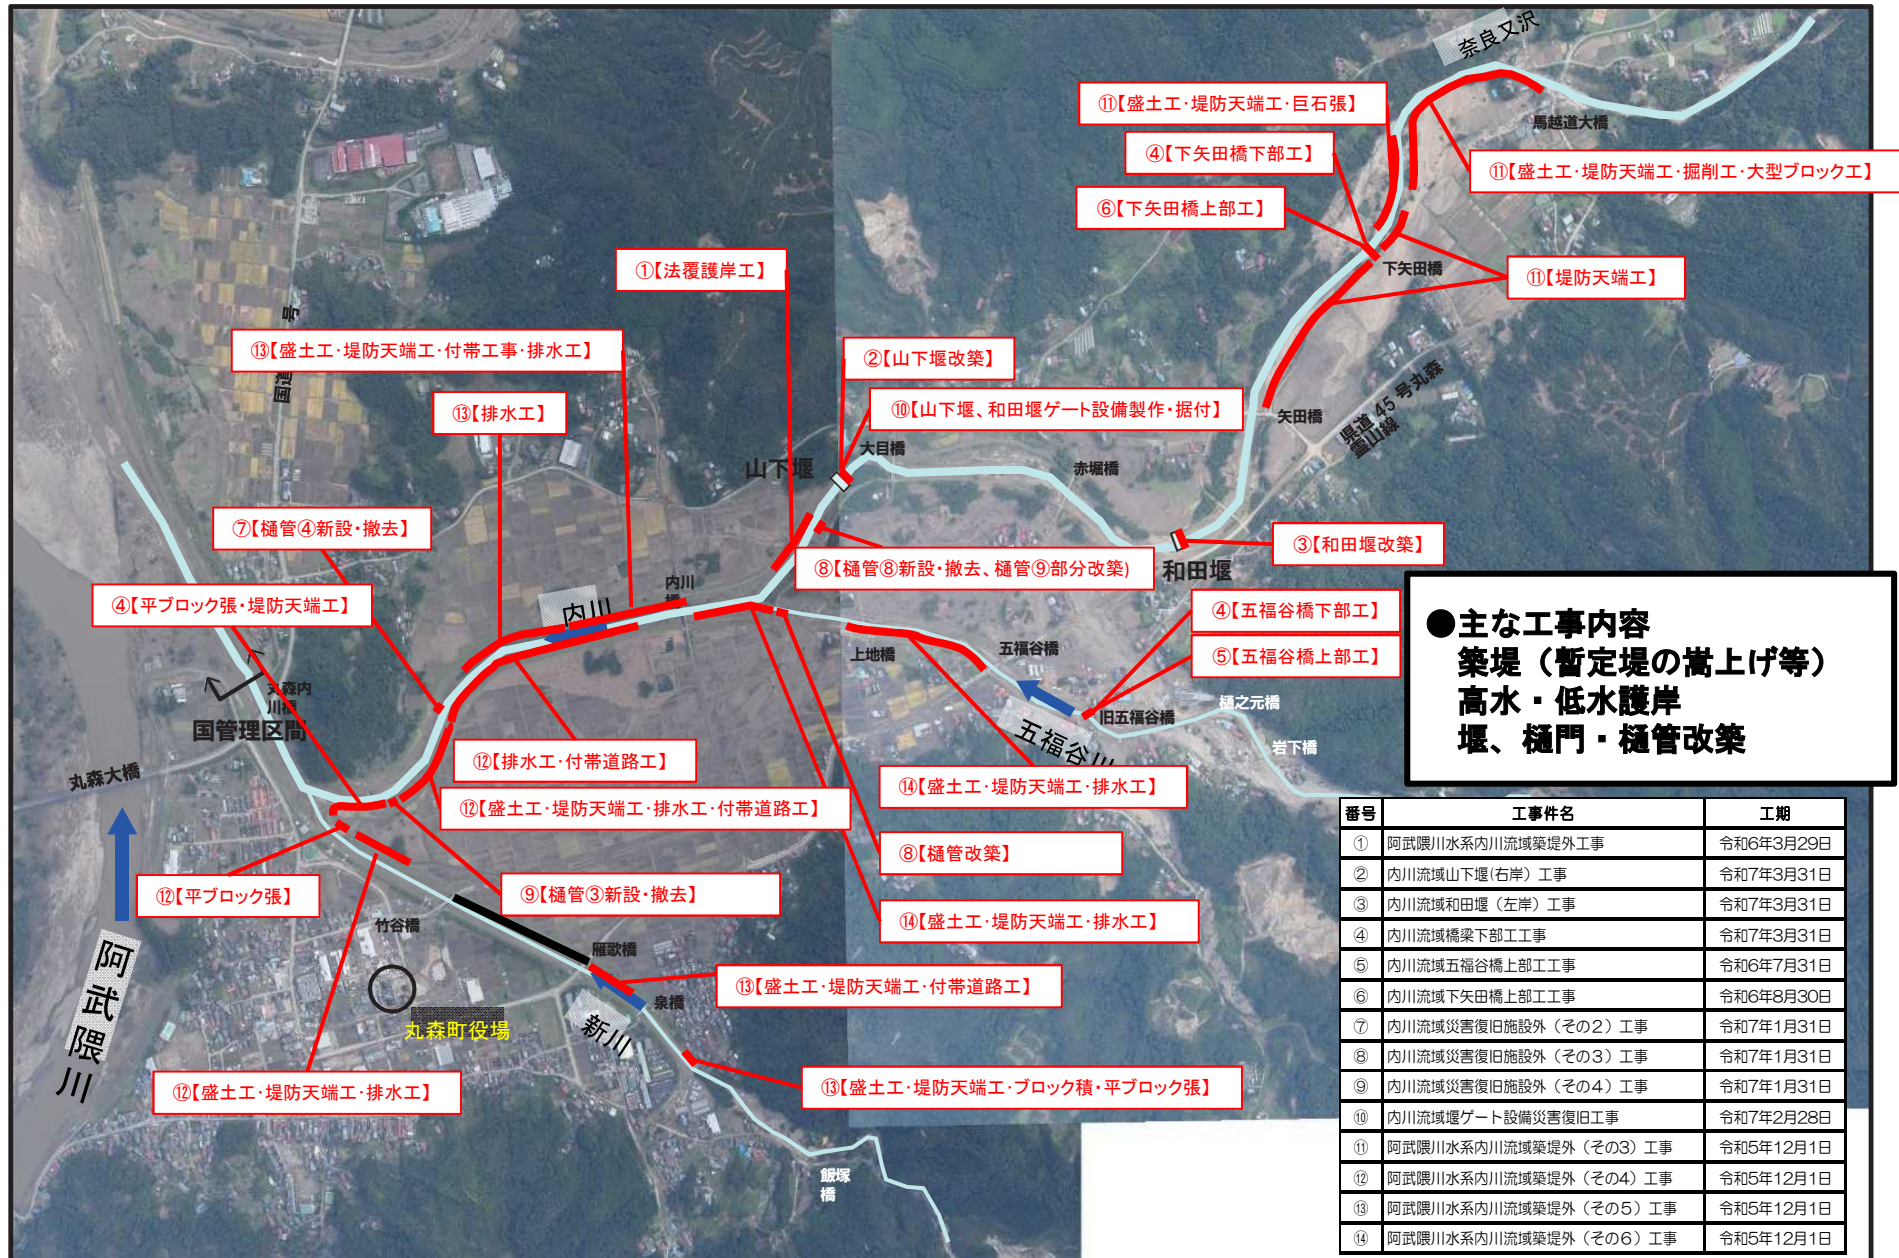 奈良又沢
⑪【盛土工・堤防天端工・巨石張】
馬越道大橋
④【下矢田橋下部工】
⑪【盛土工・堤防天端工・掘削工・大型ブロック工】
⑥【下矢田橋上部工】
①【法覆護岸工】
下矢田橋
⑪【堤防天端工】
号
国道
⑬【盛土工・堤防天端工・付帯工事・排水工】
②【山下堰改築】
⑩【山下堰、和田堰ゲート設備製作・据付】
⑬【排水工】
矢田橋
県道 45 号丸森
霊山線
大目橋
山下堰
赤堀橋
⑦【樋管④新設・撤去】
③【和田堰改築】
⑧【樋管⑧新設・撤去、樋管⑨部分改築)
和田堰
④【平ブロック張・堤防天端工】
内川
橋
内川
④【五福谷橋下部工】
⑤【五福谷橋上部工】
上地橋
五福谷橋
●主な工事内容
築堤（暫定堤の嵩上げ等）
高水・低水護岸
堰、樋門・樋管改築
丸森内
川橋
国管理区間
樋之元橋
旧五福谷橋
五福谷川
岩下橋
丸森大橋
⑫【排水工・付帯道路工】
⑭【盛土工・堤防天端工・排水工】
⑫【盛土工・堤防天端工・排水工・付帯道路工】
⑧【樋管改築】
⑫【平ブロック張】
⑨【樋管③新設・撤去】
⑭【盛土工・堤防天端工・排水工】
竹谷橋
雁歌橋
阿武隈川
⑬【盛土工・堤防天端工・付帯道路工】
泉橋
丸森町役場
新川
⑫【盛土工・堤防天端工・排水工】
⑬【盛土工・堤防天端工・ブロック積・平ブロック張】
飯塚
橋
番号 工事件名 工期
① 阿武隈川水系内川流域築堤外工事 令和6年3月29日
② 内川流域山下堰(右岸）工事 令和7年3月31日
③ 内川流域和田堰（左岸）工事 令和7年3月31日
④ 内川流域橋梁下部工工事 令和7年3月31日
⑤ 内川流域五福谷橋上部工工事 令和6年7月31日
⑥ 内川流域下矢田橋上部工工事 令和6年8月30日
⑦ 内川流域災害復旧施設外（その2）工事 令和7年1月31日
⑧ 内川流域災害復旧施設外（その3）工事 令和7年1月31日
⑨ 内川流域災害復旧施設外（その4）工事 令和7年1月31日
⑩ 内川流域堰ゲート設備災害復旧工事 令和7年2月28日
⑪ 阿武隈川水系内川流域築堤外（その3）工事 令和5年12月1日
⑫ 阿武隈川水系内川流域築堤外（その4）工事 令和5年12月1日
⑬ 阿武隈川水系内川流域築堤外（その５）工事 令和5年12月1日
⑭ 阿武隈川水系内川流域築堤外（その６）工事 令和5年12月1日